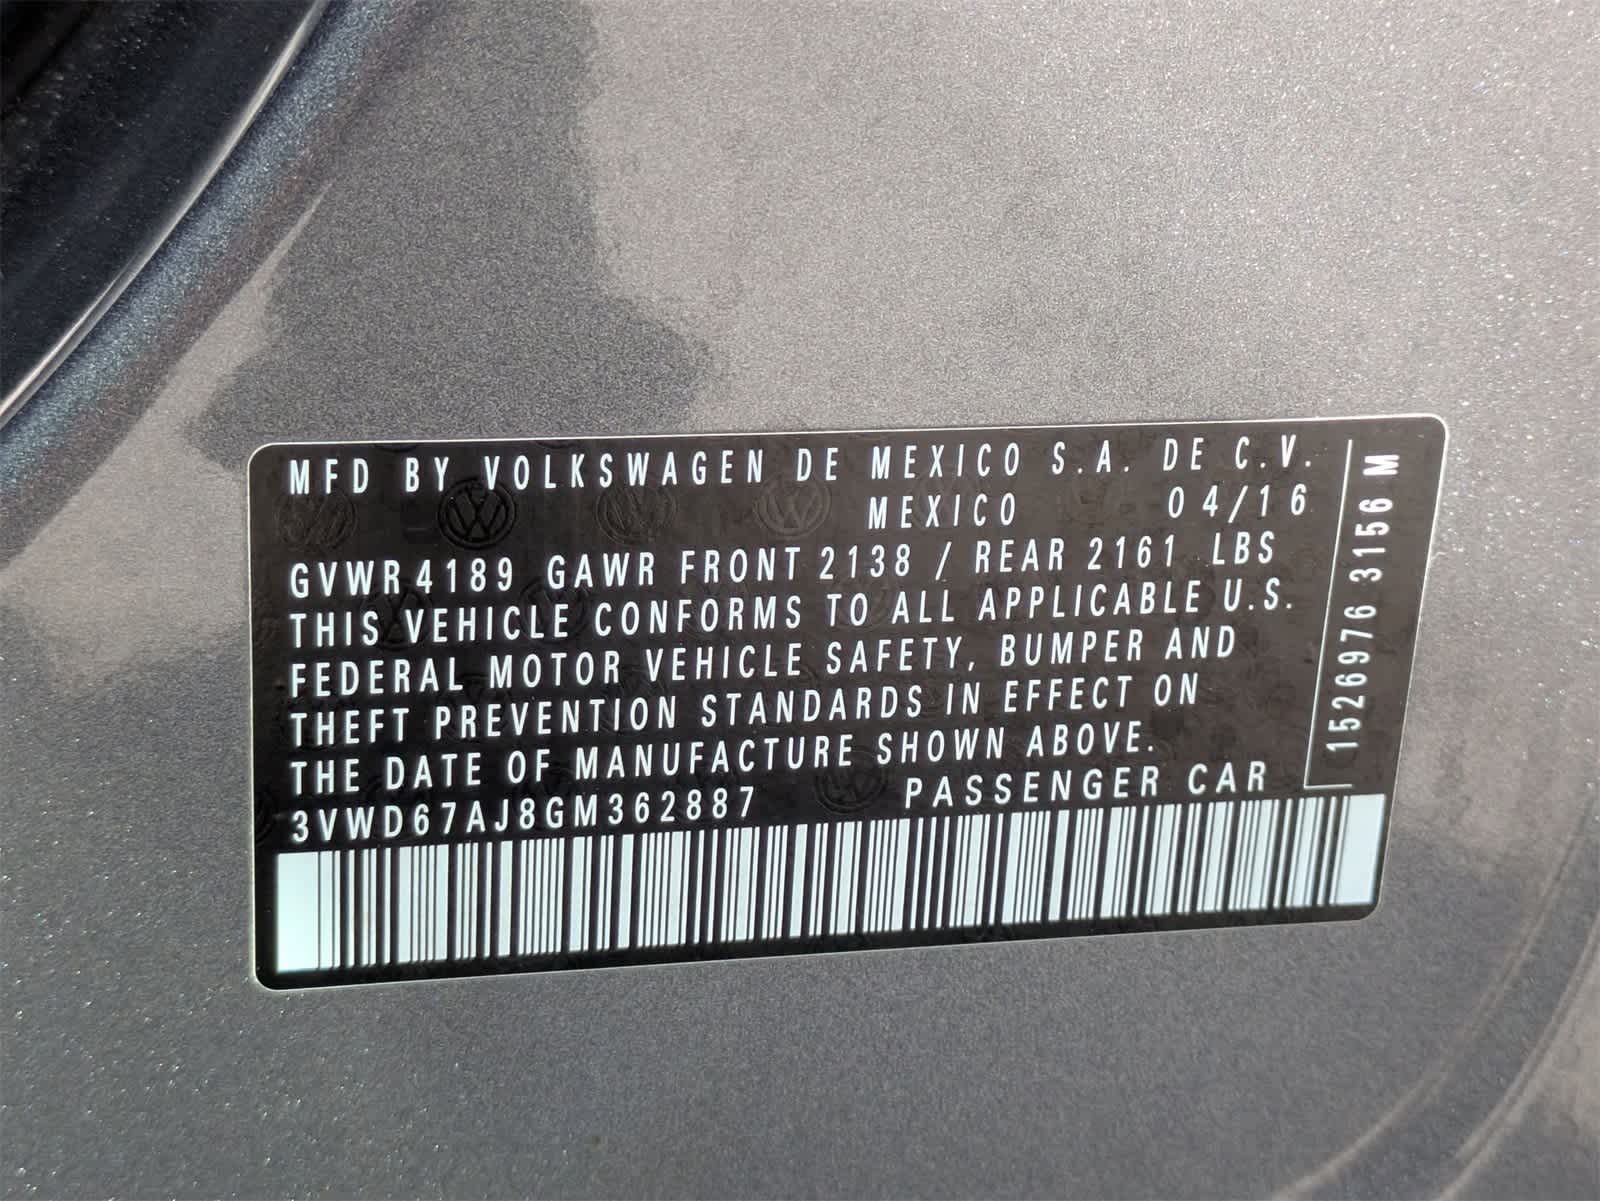 MFD BY VOLKSWAGEN DE MEXICO S.A. DE C.V.
MEXICO 04/16
GVWR 4189 GAWR FRONT 2138 / REAR 2161 LBS
THIS VEHICLE CONFORMS TO ALL APPLICABLE U.S.
FEDERAL MOTOR VEHICLE SAFETY, BUMPER AND
THEFT PREVENTION STANDARDS IN EFFECT ON
THE DATE OF MANUFACTURE SHOWN ABOVE.
3VWD67AJ8GM362887 PASSENGER CAR
15269763156 M